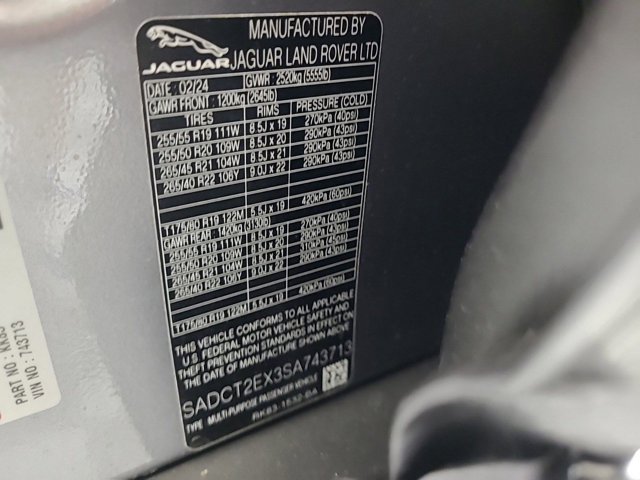 MANUFACTURED BY
JAGUAR LAND ROVER LTD
JAGUAR
DATE: 02/24 GVWR: 2520kg (5555lb)
GAWR FRONT: 1200kg (2645lb)
TIRES RIMS PRESSURE (COLD)
255/55 R19 111W 8.5J x 19 270kPa (40psi)
255/50 R20 109W 8.5J x 20 290kPa (43psi)
265/45 R21 104W 8.5J x 21 290kPa (43psi)
265/40 R22 106Y 9.0J x 22 290kPa (43psi)
T175/80 R19 122M 5.5J x 19 420kPa (60psi)
GAWR REAR: 1420kg (3130lb)
255/55 R19 111W 8.5J x 19 270kPa (40psi)
255/50 R20 109W 8.5J x 20 290kPa (43psi)
265/45 R21 104W 8.5J x 21 310kPa (45psi)
265/40 R22 106Y 9.0J x 22 290kPa (43psi)
T175/80 R19 122M 5.5J x 19 420kPa (60psi)
THIS VEHICLE CONFORMS TO ALL APPLICABLE
U.S. FEDERAL MOTOR VEHICLE SAFETY AND
THEFT PREVENTION STANDARDS IN EFFECT ON
THE DATE OF MANUFACTURE SHOWN ABOVE
SADCT2EX3SA743713
TYPE: MULTI-PURPOSE PASSENGER VEHICLE
RK83-1532-BA
PART NO:
VIN NO: 743713